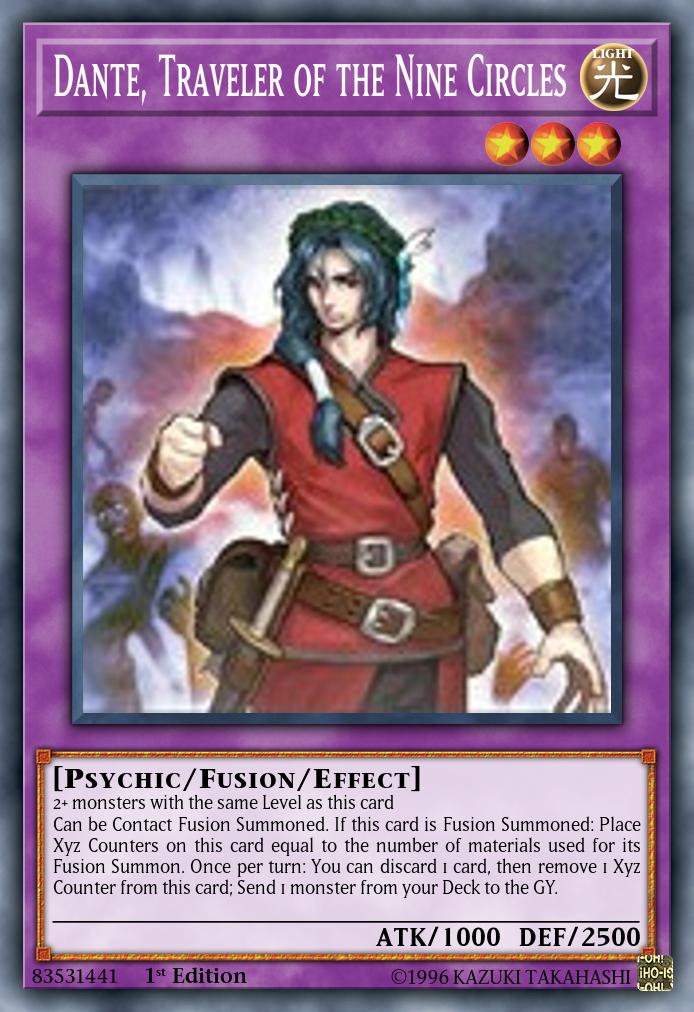 DANTE, TRAVELER OF THE NINE CIRCLES
LIGHT
光
[PSYCHIC/FUSION/EFFECT]
2+ monsters with the same Level as this card
Can be Contact Fusion Summoned. If this card is Fusion Summoned: Place
Xyz Counters on this card equal to the number of materials used for its
Fusion Summon. Once per turn: You can discard 1 card, then remove 1 Xyz
Counter from this card; Send 1 monster from your Deck to the GY.
ATK/1000 DEF/2500
83531441 1st Edition ©1996 KAZUKI TAKAHASHI